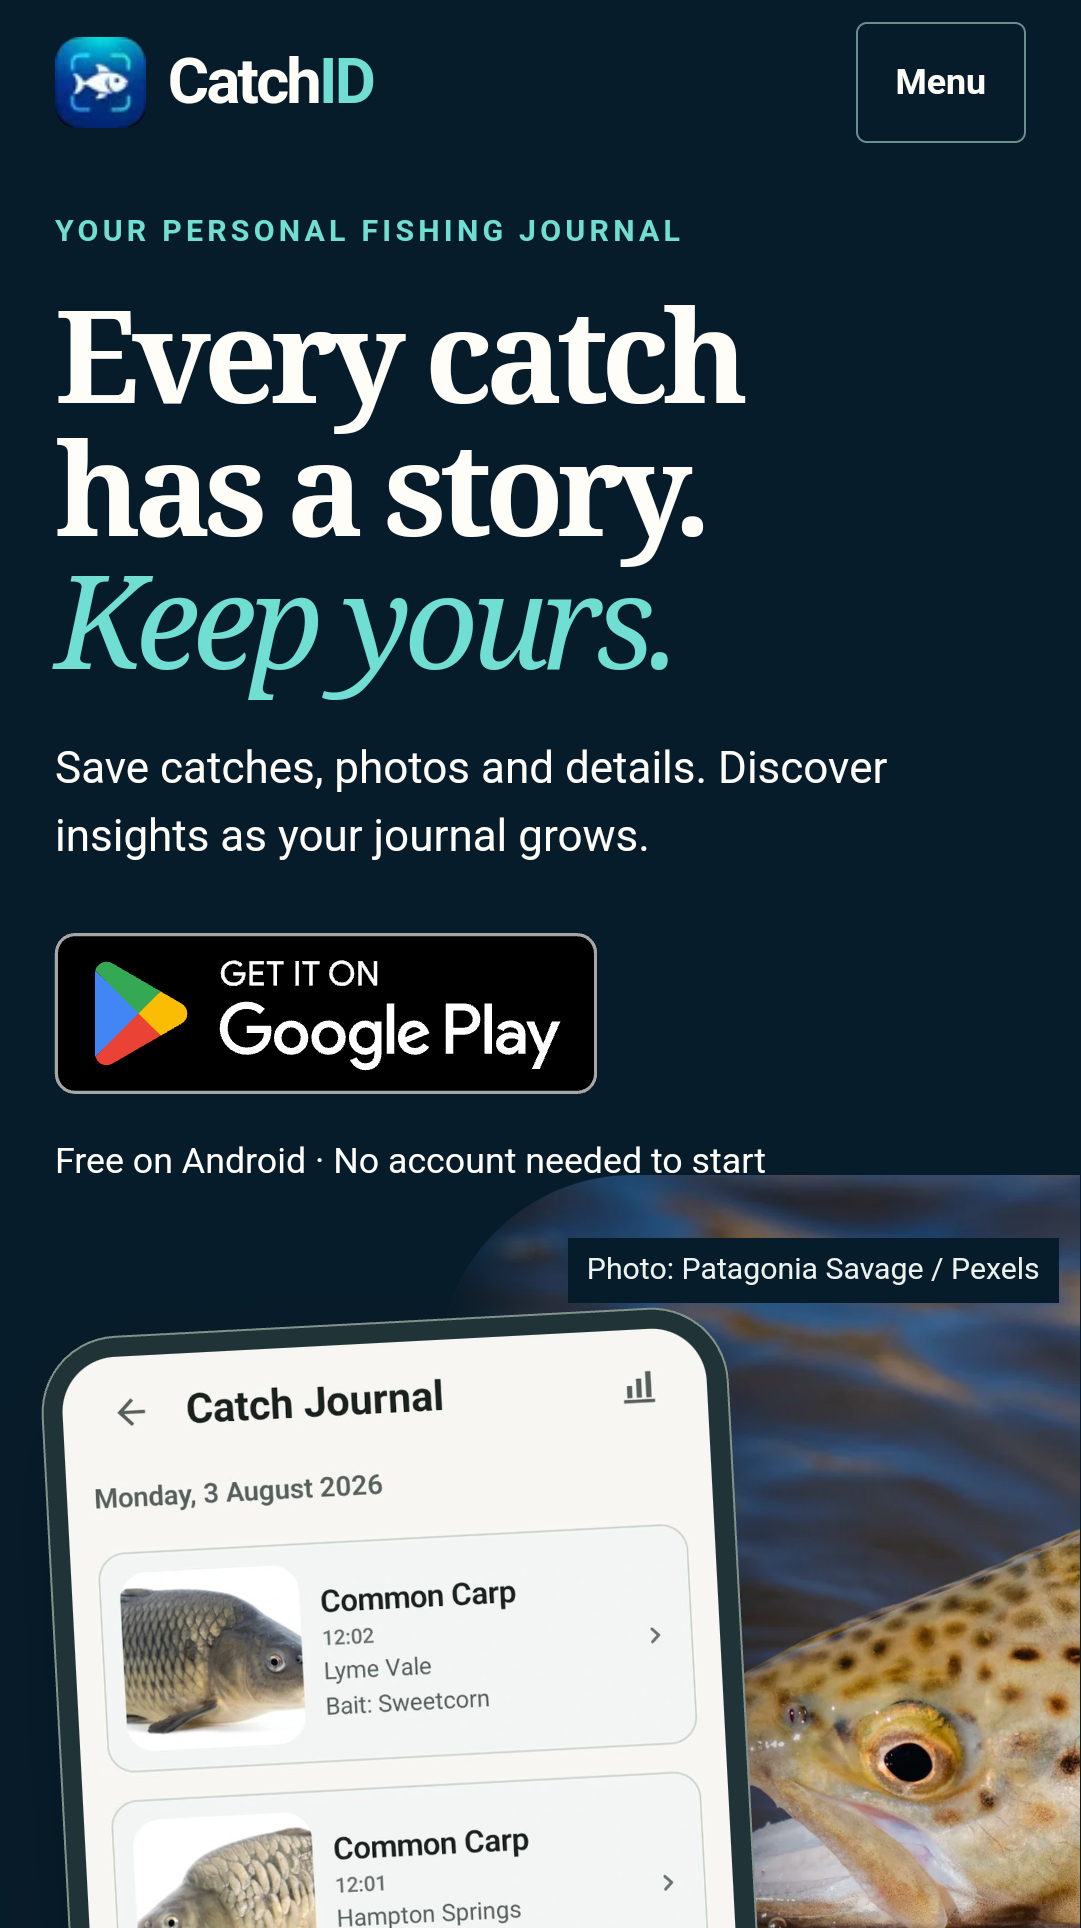 CatchID
Menu
YOUR PERSONAL FISHING JOURNAL
Every catch
has a story.
Keep yours.
Save catches, photos and details. Discover
insights as your journal grows.
GET IT ON
Google Play
Free on Android · No account needed to start
Photo: Patagonia Savage / Pexels
Catch Journal
Monday, 3 August 2026
Common Carp
12:02
Lyme Vale
Bait: Sweetcorn
Common Carp
12:01
Hampton Springs